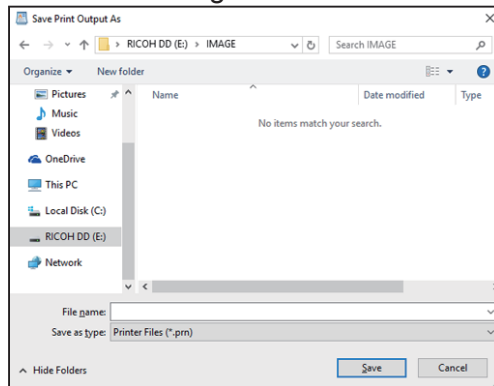 Save Print Output As
RICOH DD (E:) > IMAGE
Search IMAGE
Organize
New folder
Pictures
Music
Videos
OneDrive
This PC
Local Disk (C:)
RICOH DD (E:)
Network
Name
Date modified
Type
No items match your search.
File name:
Save as type: Printer Files (*.prn)
Hide Folders
Save
Cancel